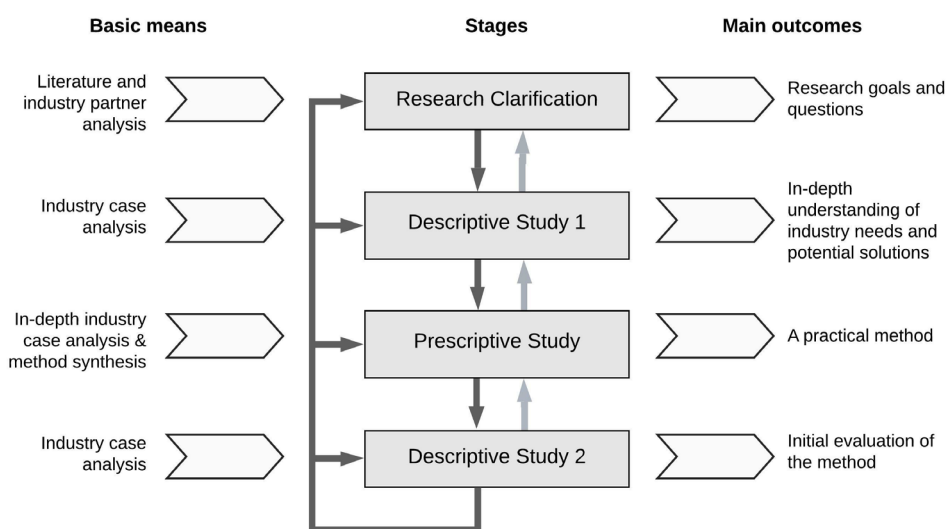 Basic means
Stages
Main outcomes
Literature and
industry partner
analysis
Research Clarification
Research goals and
questions
Industry case
analysis
Descriptive Study 1
In-depth
understanding of
industry needs and
potential solutions
In-depth industry
case analysis &
method synthesis
Prescriptive Study
A practical method
Industry case
analysis
Descriptive Study 2
Initial evaluation of
the method